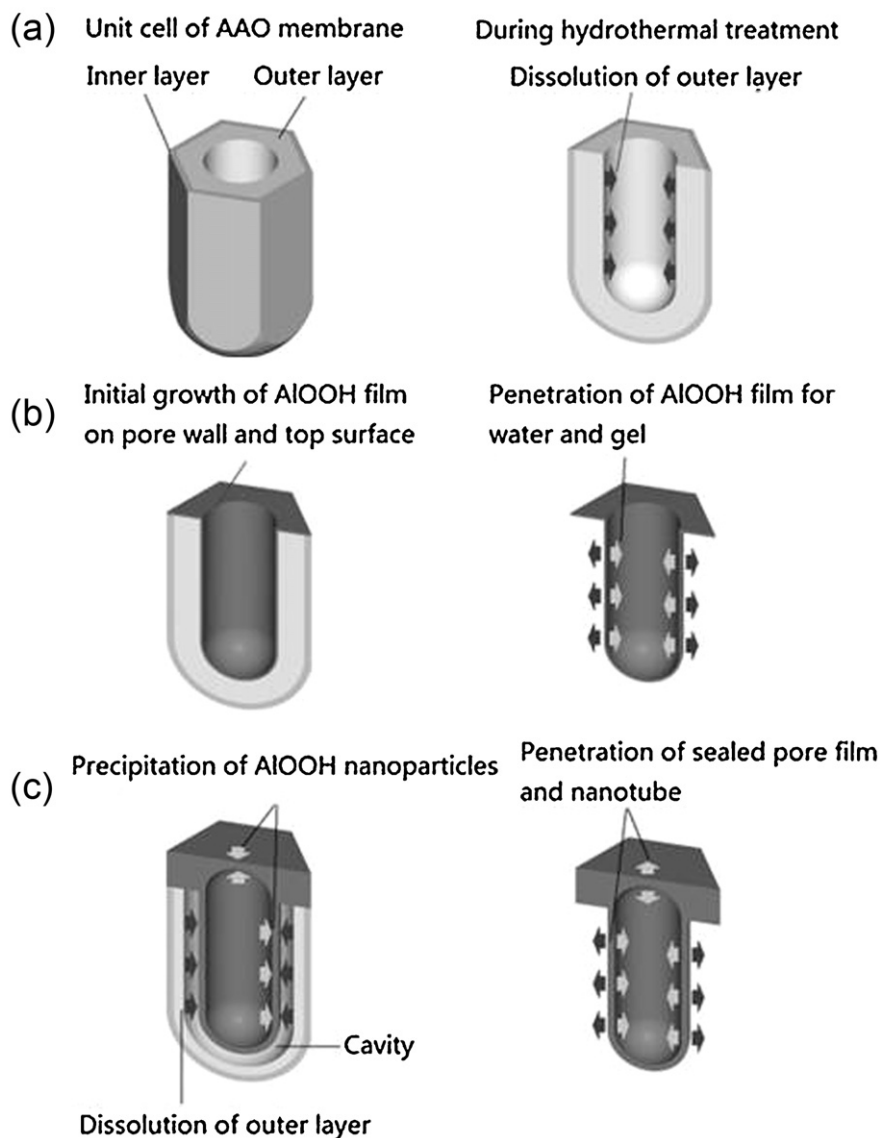 (a)
Unit cell of AAO membrane
Inner layer
Outer layer
During hydrothermal treatment
Dissolution of outer layer
(b)
Initial growth of AlOOH film
on pore wall and top surface
Penetration of AlOOH film for
water and gel
(c)
Precipitation of AlOOH nanoparticles
Penetration of sealed pore film
and nanotube
Cavity
Dissolution of outer layer